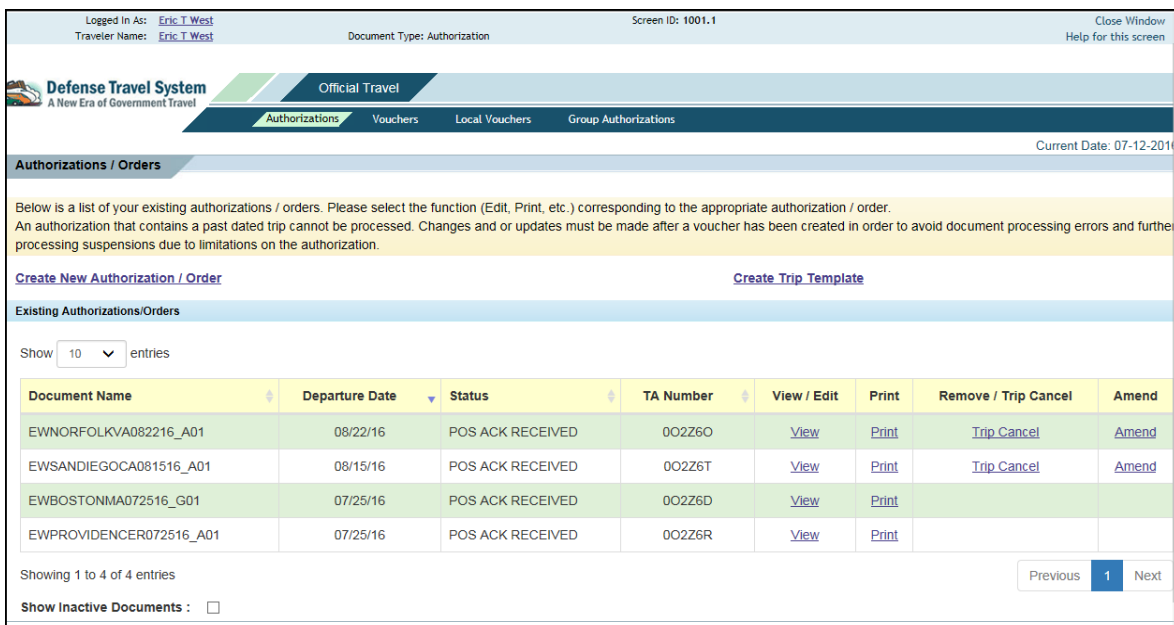 Logged In As: Eric T West Screen ID: 1001.1 Close Window
Traveler Name: Eric T West Document Type: Authorization Help for this screen
Defense Travel System
A New Era of Government Travel
Official Travel
Authorizations Vouchers Local Vouchers Group Authorizations
Current Date: 07-12-2016
Authorizations / Orders
Below is a list of your existing authorizations / orders. Please select the function (Edit, Print, etc.) corresponding to the appropriate authorization / order.
An authorization that contains a past dated trip cannot be processed. Changes and or updates must be made after a voucher has been created in order to avoid document processing errors and further
processing suspensions due to limitations on the authorization.
Create New Authorization / Order Create Trip Template
Existing Authorizations/Orders
Show 10 entries
Document Name Departure Date Status TA Number View / Edit Print Remove / Trip Cancel Amend
EWNORFOLKVA082216_A01 08/22/16 POS ACK RECEIVED 0O2Z6O View Print Trip Cancel Amend
EWSANDIEGOCA081516_A01 08/15/16 POS ACK RECEIVED 0O2Z6T View Print Trip Cancel Amend
EWBOSTONMA072516_G01 07/25/16 POS ACK RECEIVED 0O2Z6D View Print
EWPROVIDENCER072516_A01 07/25/16 POS ACK RECEIVED 0O2Z6R View Print
Showing 1 to 4 of 4 entries Previous 1 Next
Show Inactive Documents :